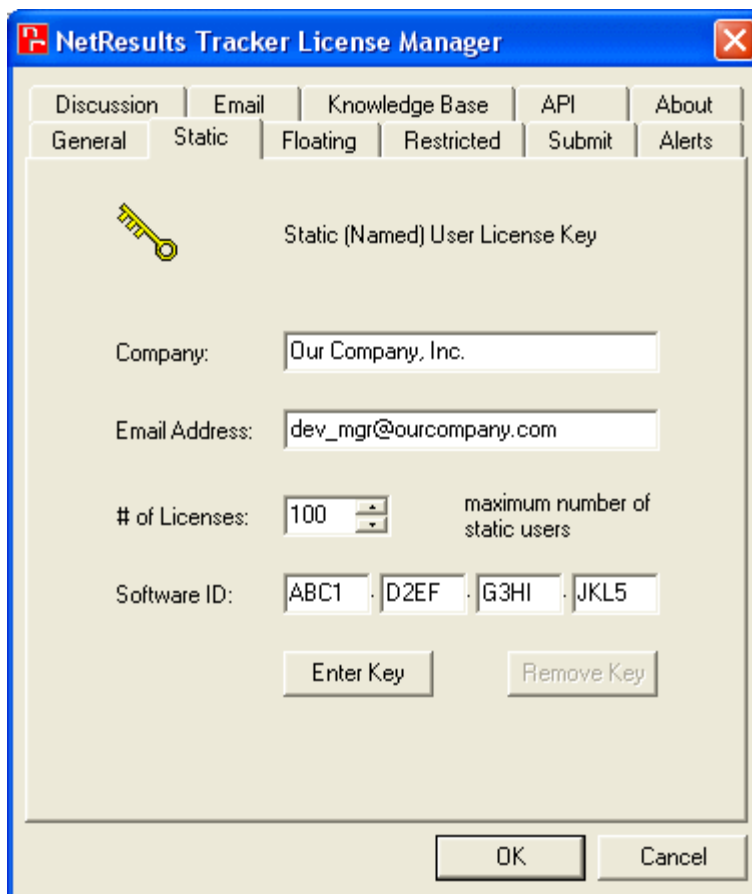 NetResults Tracker License Manager
Discussion Email Knowledge Base API About
General Static Floating Restricted Submit Alerts
Static (Named) User License Key
Company: Our Company, Inc.
Email Address: dev_mgr@ourcompany.com
# of Licenses: 100 maximum number of
static users
Software ID: ABC1 . D2EF . G3HI . JKL5
Enter Key Remove Key
OK Cancel